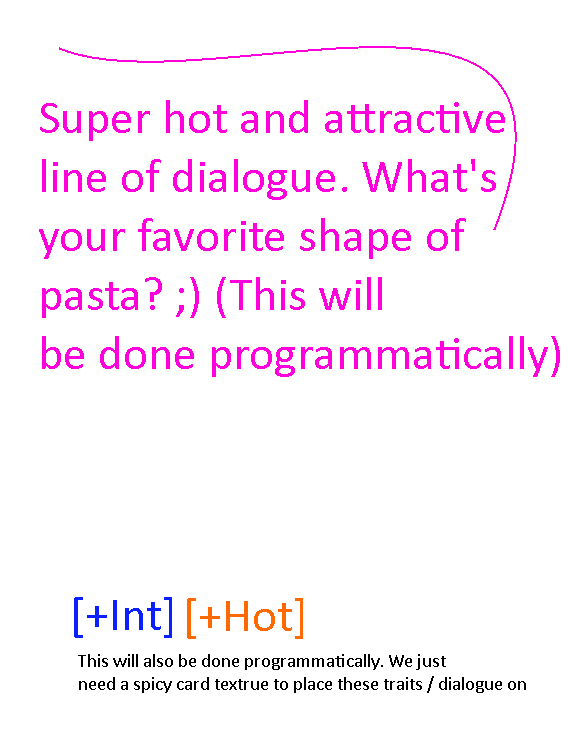 Super hot and attractive
line of dialogue. What's
your favorite shape of
pasta? ;) (This will
be done programmatically)
[+Int] [+Hot]
This will also be done programmatically. We just
need a spicy card textrue to place these traits / dialogue on